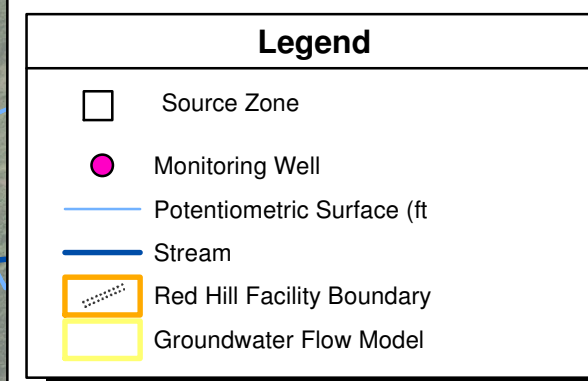 Legend
Source Zone
Monitoring Well
Potentiometric Surface (ft
Stream
Red Hill Facility Boundary
Groundwater Flow Model